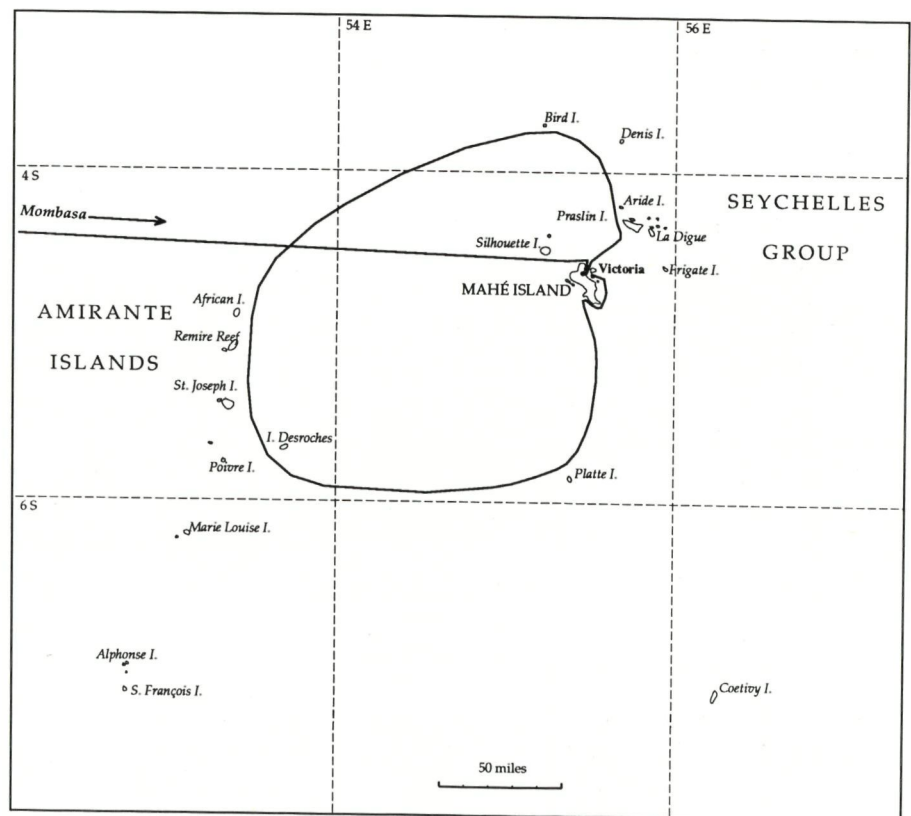 54 E
56 E
Bird I.
Denis I.
4 S
Aride I.
SEYCHELLES
Mombasa
Praslin I.
La Digue
Silhouette I.
GROUP
Victoria
Frigate I.
MAHÉ ISLAND
African I.
AMIRANTE
Remire Reef
ISLANDS
St. Joseph I.
I. Desroches
Poivre I.
Platte I.
6 S
Marie Louise I.
Alphonse I.
S. François I.
Coetivy I.
50 miles